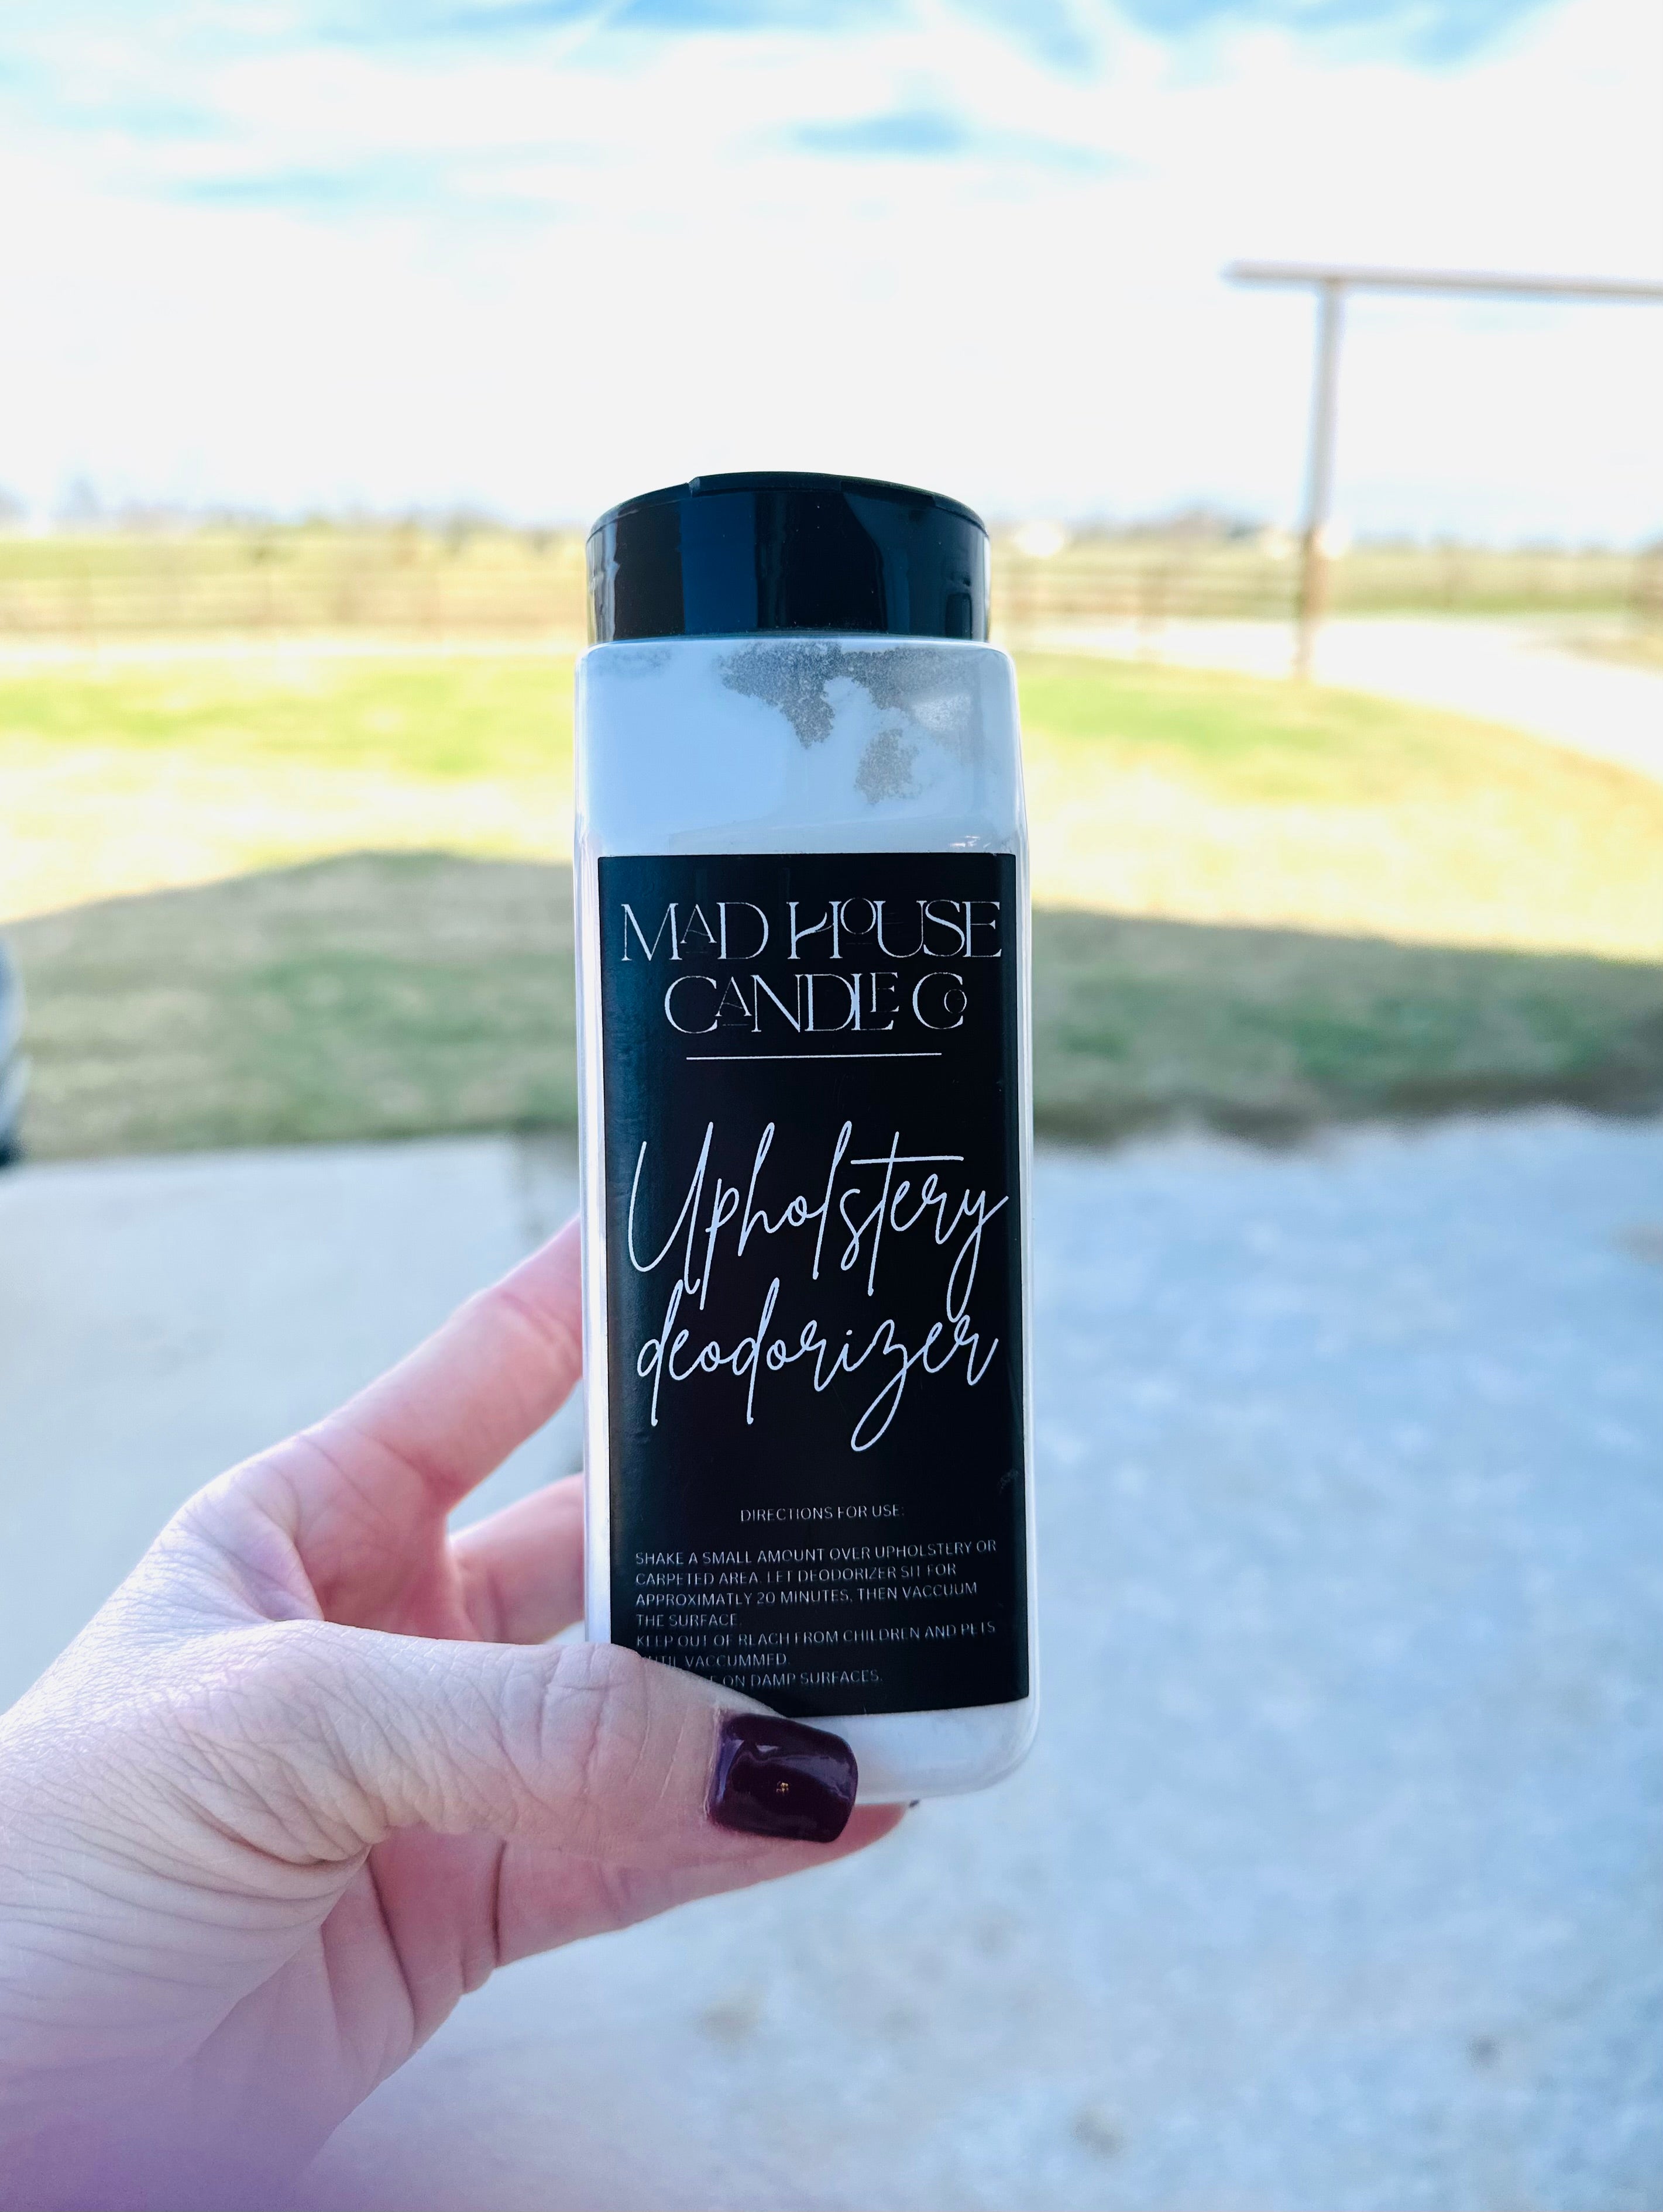 MAD HOUSE
CANDLE CO
Upholstery
deodorizer
DIRECTIONS FOR USE:
SHAKE A SMALL AMOUNT OVER UPHOLSTERY OR
CARPETED AREA. LET DEODORIZER SIT FOR
APPROXIMATLY 20 MINUTES, THEN VACCUUM
THE SURFACE.
KEEP OUT OF REACH FROM CHILDREN AND PETS
UNTIL VACCUMMED.
ON DAMP SURFACES.